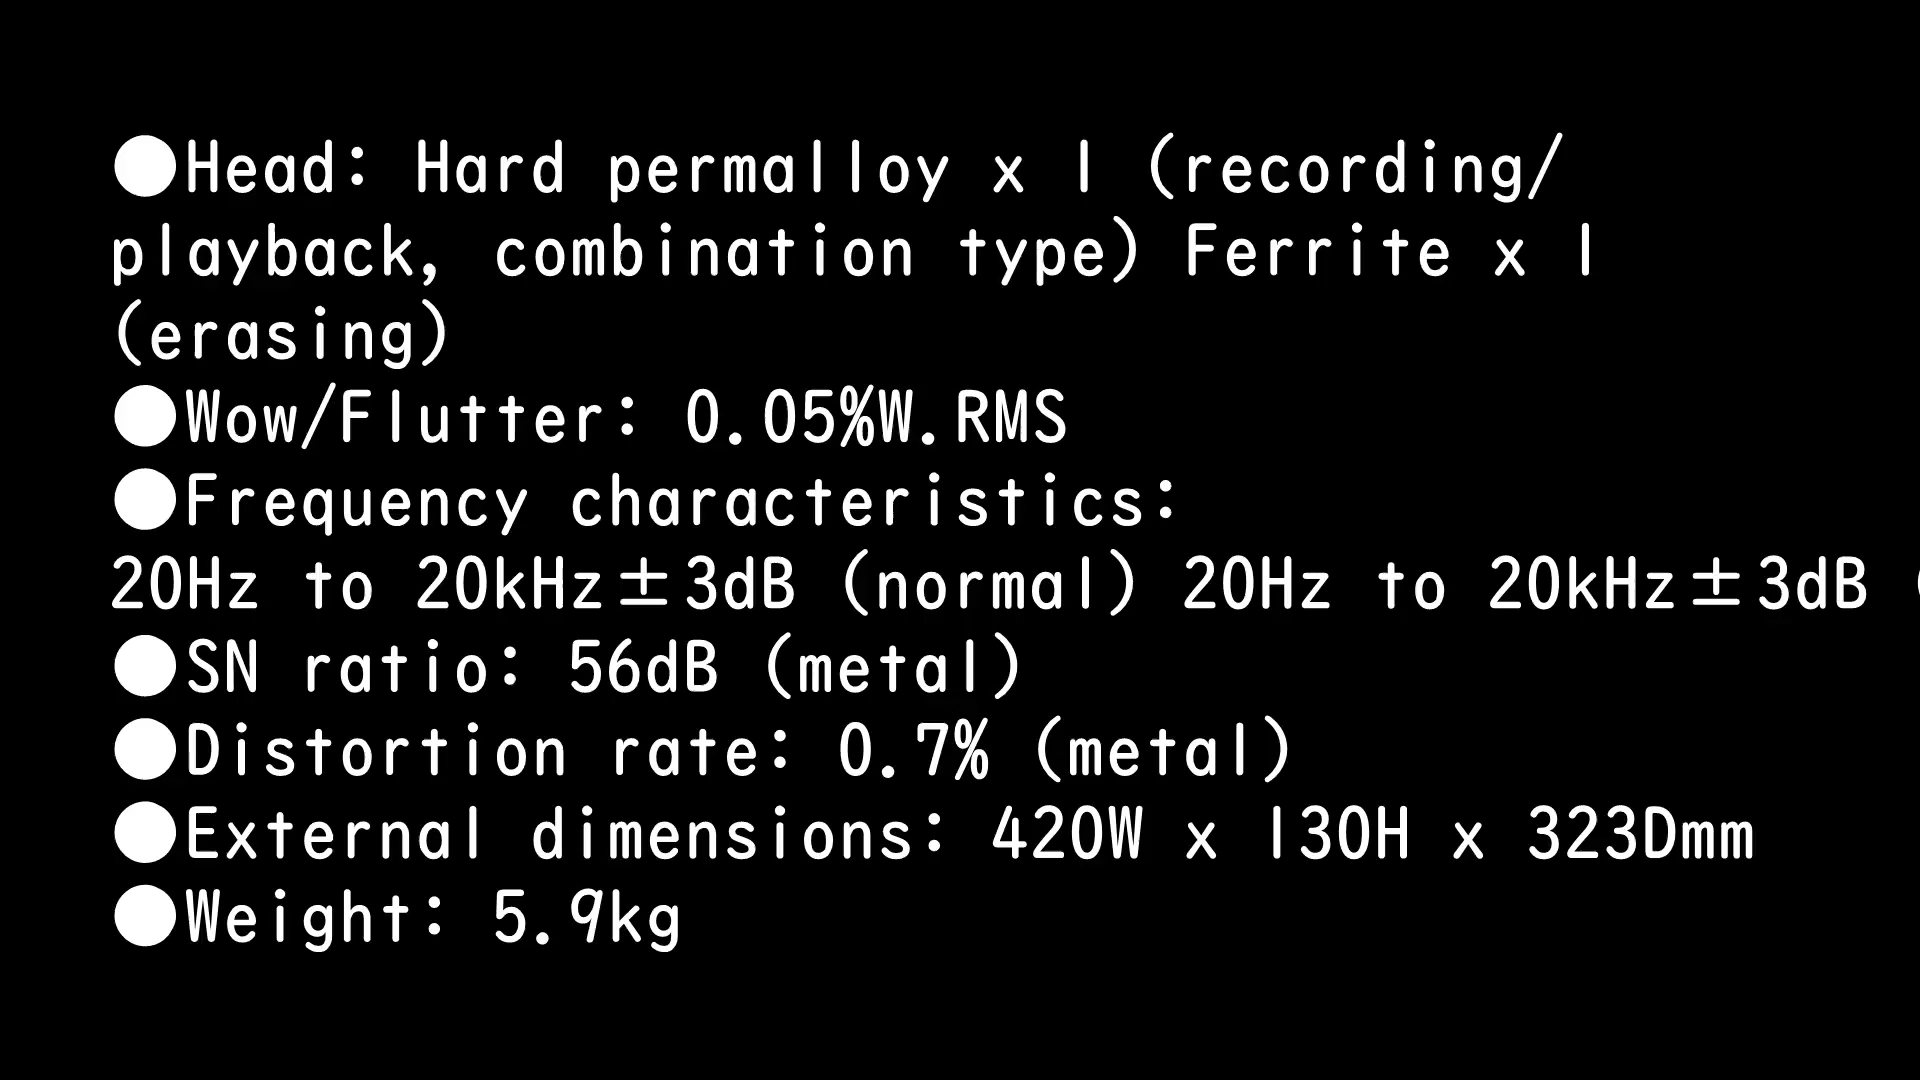 ●Head: Hard permalloy x 1 (recording/
playback, combination type) Ferrite x 1
(erasing)
●Wow/Flutter: 0.05%W.RMS
●Frequency characteristics:
20Hz to 20kHz±3dB (normal) 20Hz to 20kHz±3dB (
●SN ratio: 56dB (metal)
●Distortion rate: 0.7% (metal)
●External dimensions: 420W x 130H x 323Dmm
●Weight: 5.9kg